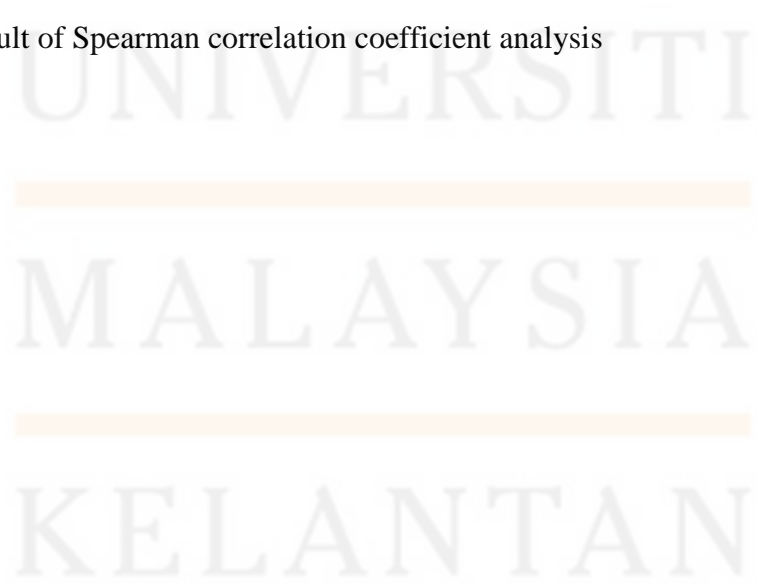 ult of Spearman correlation coefficient analysis
UNIVERSITI
MALAYSIA
KELANTAN